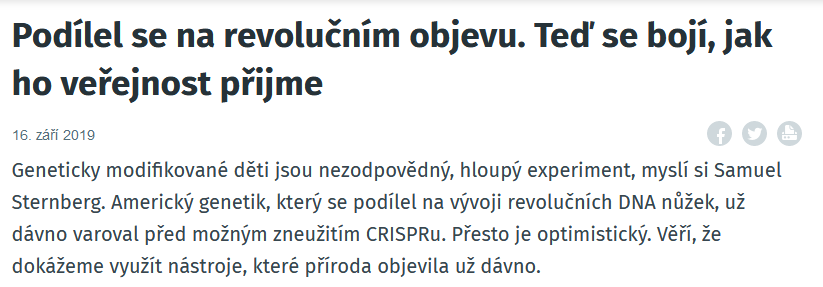 Podílel se na revolučním objevu. Teď se bojí, jak
ho veřejnost přijme
16. září 2019
Geneticky modifikované děti jsou nezodpovědný, hloupý experiment, myslí si Samuel
Sternberg. Americký genetik, který se podílel na vývoji revolučních DNA nůžek, už
dávno varoval před možným zneužitím CRISPRu. Přesto je optimistický. Věří, že
dokážeme využít nástroje, které příroda objevila už dávno.